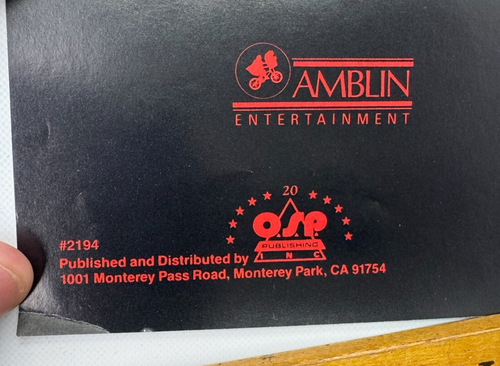 AMBLIN
ENTERTAINMENT
20
O.S.P.
PUBLISHING
INC
#2194
Published and Distributed by
1001 Monterey Pass Road, Monterey Park, CA 91754